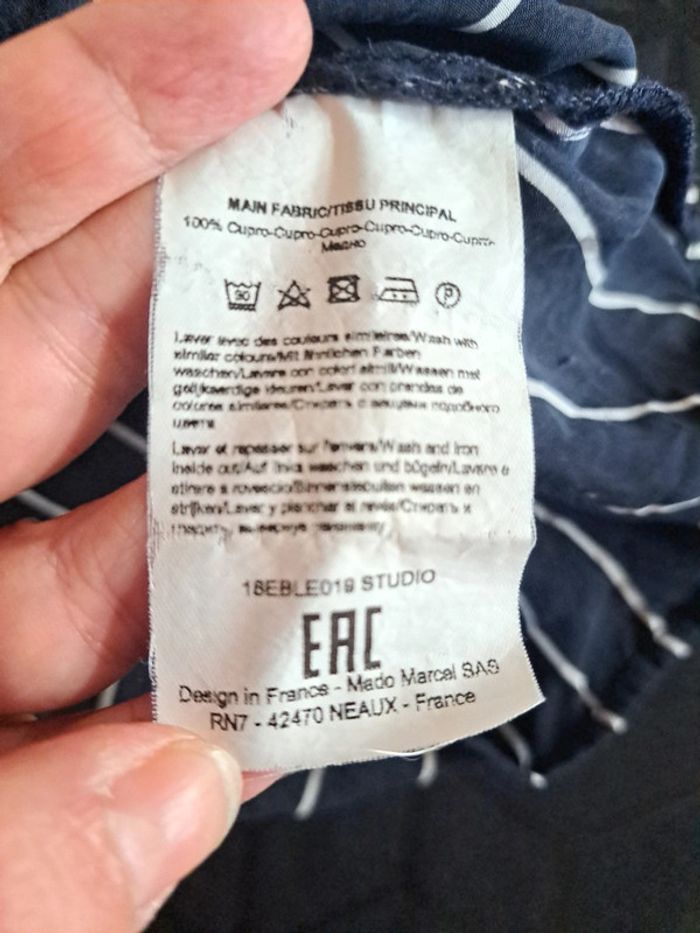 MAIN FABRIC/TISSU PRINCIPAL
100% Cupro-Cupro-Cupro-Cupro-Cupro-Cupro-
Медно
Laver avec des couleurs similaires/Wash with
similar colours/Mit ähnlichen Farben
waschen/Lavare con colori simili/Wassen met
gelijkaardige kleuren/Lavar con prendas de
colores similares/Стирать с вещами подобного
цвета
Laver et repasser sur l'envers/Wash and iron
inside out/Auf links waschen und bügeln/Lavare e
stirare a rovescio/Binnenstebuiten wassen en
strijken/Lavar y planchar al revés/Стирать и
18EBLE019 STUDIO
EAC
Design in France - Mado Marcel SAS
RN7 - 42470 NEAUX - France